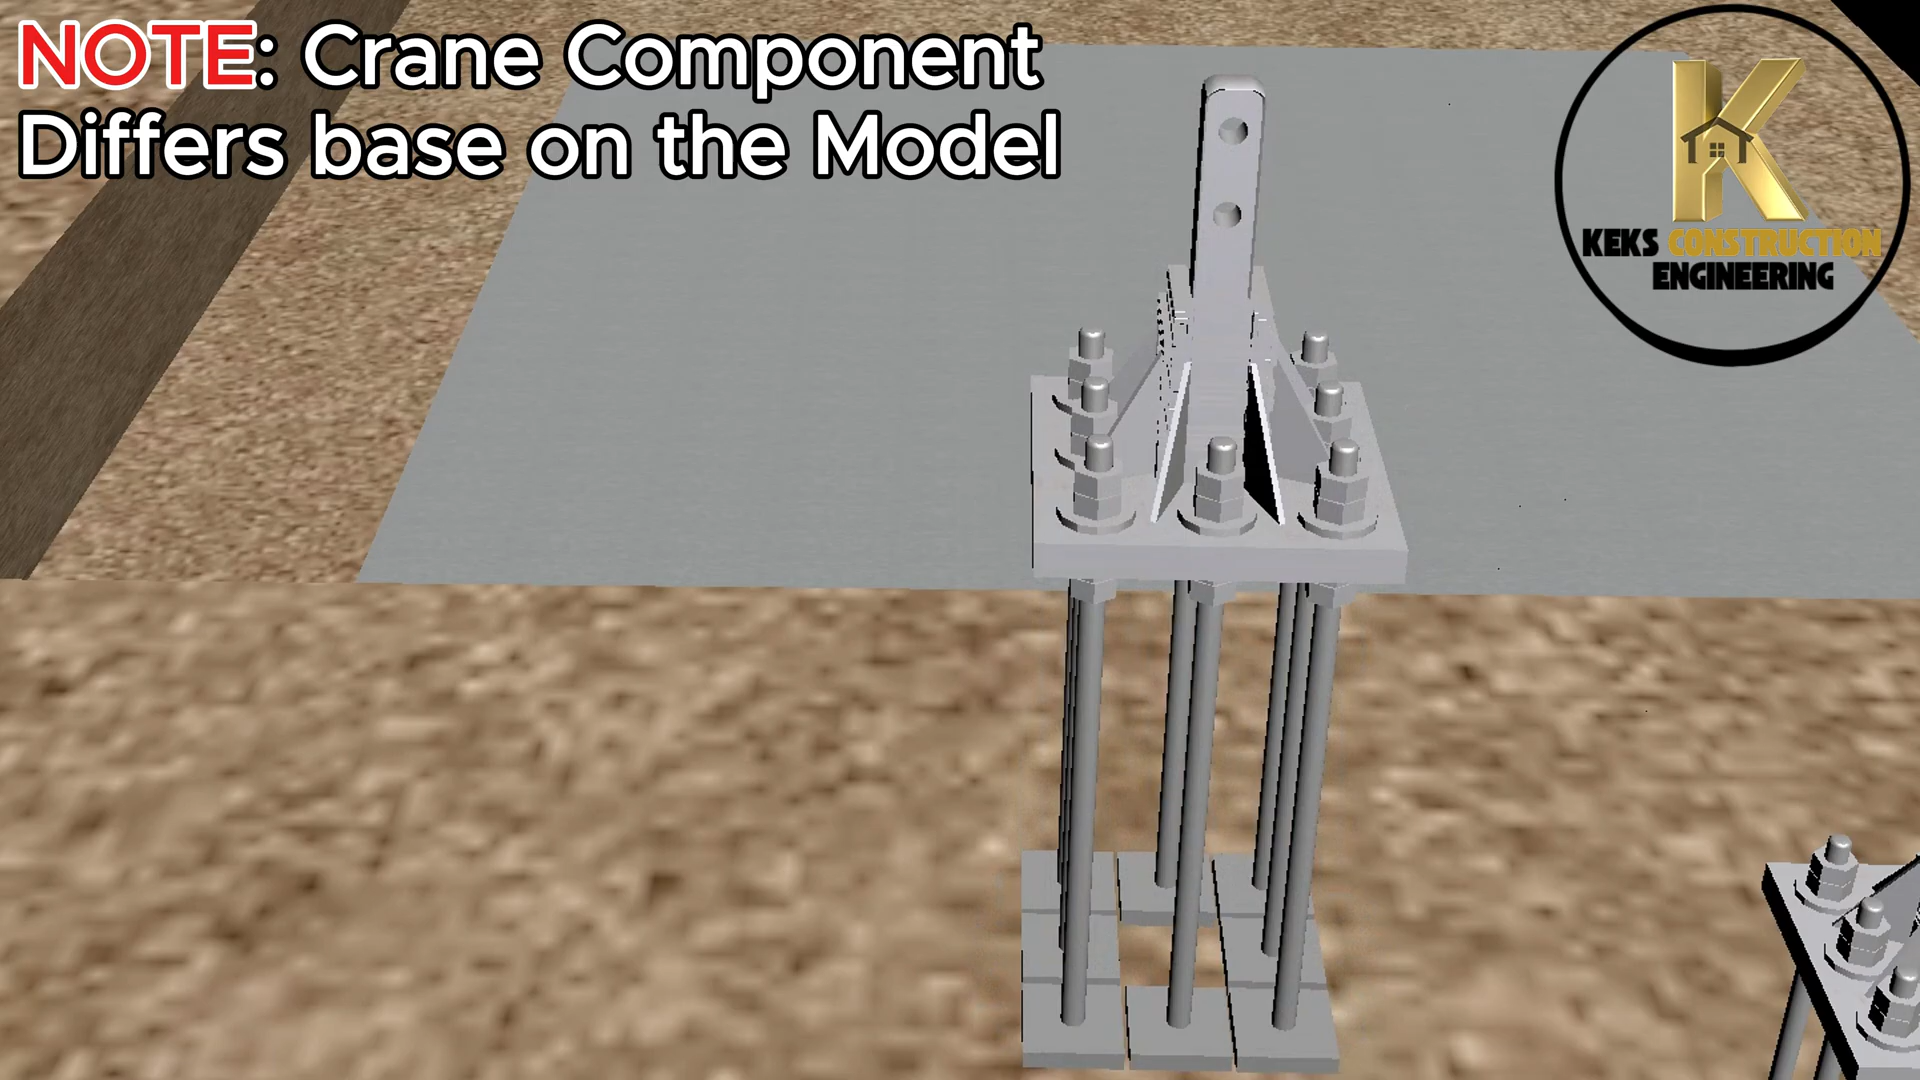 NOTE: Crane Component
Differs base on the Model
K
KEKS CONSTRUCTION
ENGINEERING